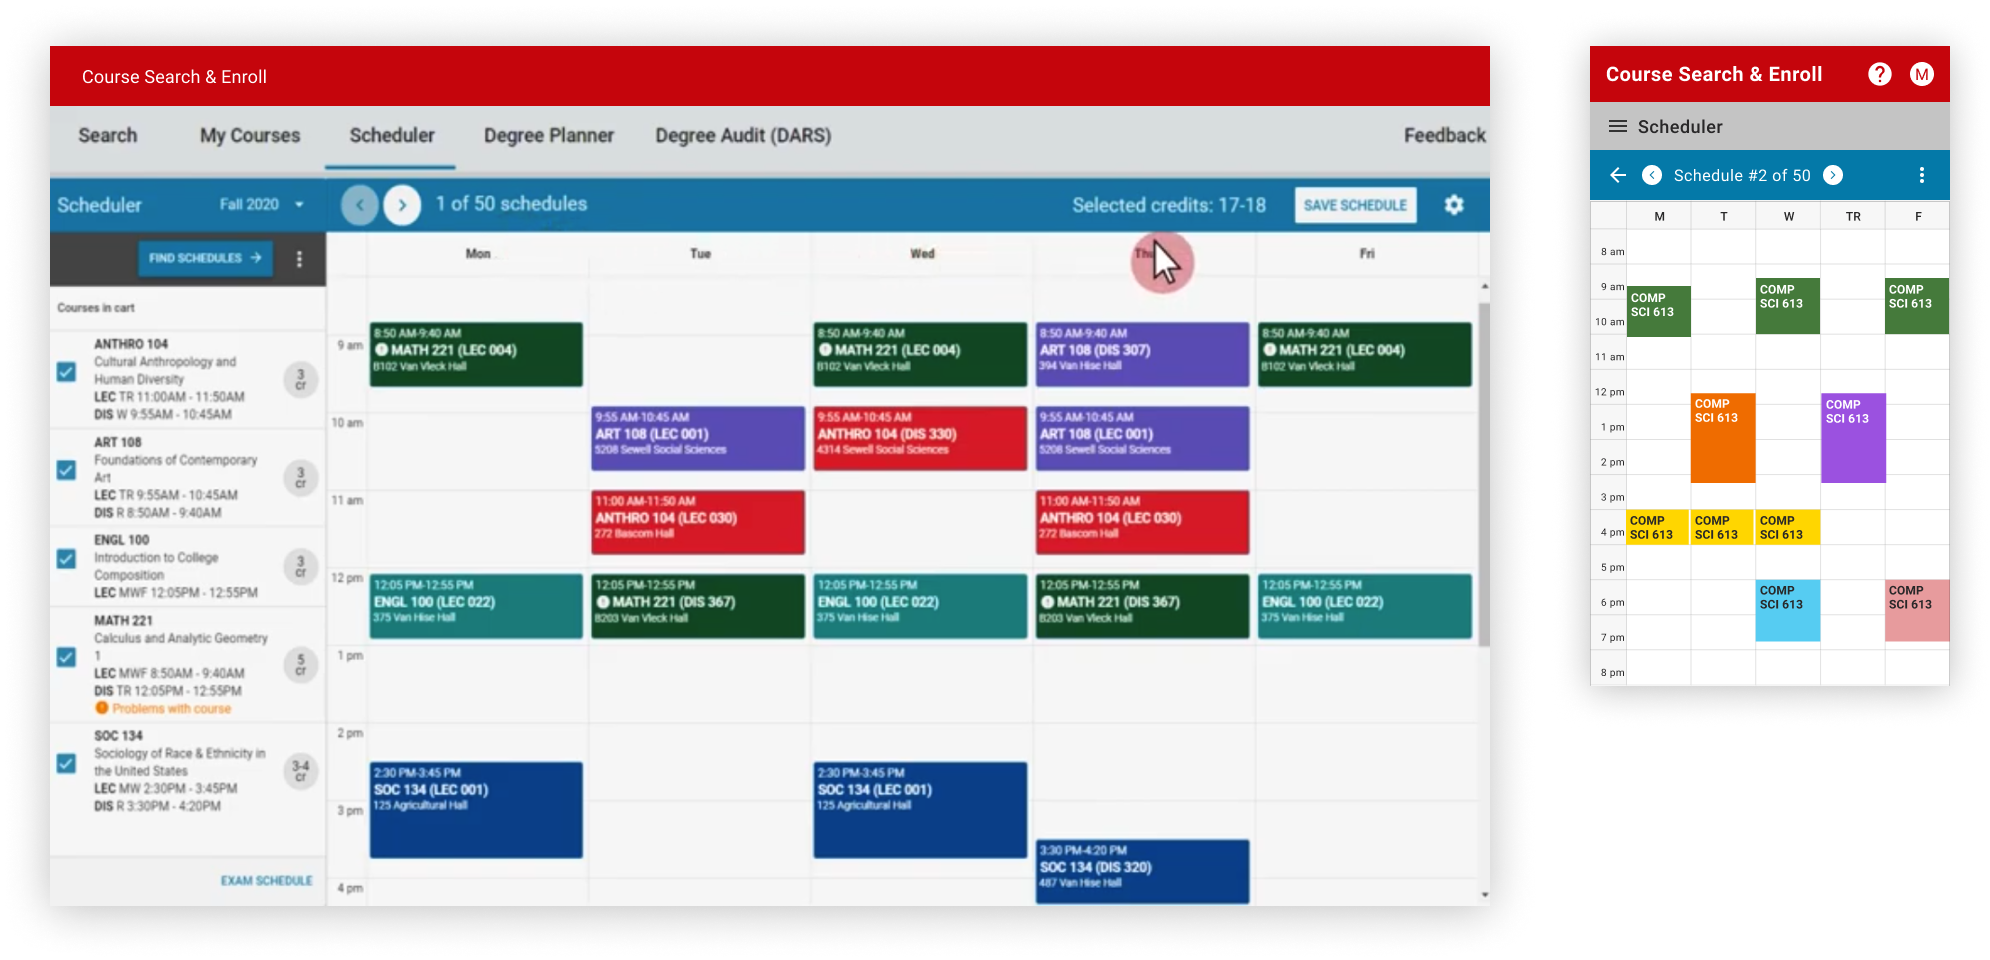 Course Search & Enroll
Search My Courses Scheduler Degree Planner Degree Audit (DARS) Feedback
Scheduler Fall 2020
1 of 50 schedules Selected credits: 17-18 SAVE SCHEDULE
FIND SCHEDULES
Courses in cart
ANTHRO 104
Cultural Anthropology and
Human Diversity
LEC TR 11:00AM - 11:50AM
DIS W 9:55AM - 10:45AM
3
cr
ART 108
Foundations of Contemporary
Art
LEC TR 9:55AM - 10:45AM
DIS R 8:50AM - 9:40AM
3
cr
ENGL 100
Introduction to College
Composition
LEC MWF 12:05PM - 12:55PM
3
cr
MATH 221
Calculus and Analytic Geometry
1
LEC MWF 8:50AM - 9:40AM
DIS TR 12:05PM - 12:55PM
Problems with course
5
cr
SOC 134
Sociology of Race & Ethnicity in
the United States
LEC MW 2:30PM - 3:45PM
DIS R 3:30PM - 4:20PM
3-4
cr
EXAM SCHEDULE
Mon Tue Wed Fri
9 am
10 am
11 am
12 pm
1 pm
2 pm
3 pm
4 pm
8:50 AM-9:40 AM
MATH 221 (LEC 004)
B102 Van Vleck Hall
12:05 PM-12:55 PM
ENGL 100 (LEC 022)
375 Van Hise Hall
2:30 PM-3:45 PM
SOC 134 (LEC 001)
125 Agricultural Hall
9:55 AM-10:45 AM
ART 108 (LEC 001)
5208 Sewell Social Sciences
11:00 AM-11:50 AM
ANTHRO 104 (LEC 030)
272 Bascom Hall
12:05 PM-12:55 PM
MATH 221 (DIS 367)
B203 Van Vleck Hall
8:50 AM-9:40 AM
MATH 221 (LEC 004)
B102 Van Vleck Hall
9:55 AM-10:45 AM
ANTHRO 104 (DIS 330)
4314 Sewell Social Sciences
12:05 PM-12:55 PM
ENGL 100 (LEC 022)
375 Van Hise Hall
2:30 PM-3:45 PM
SOC 134 (LEC 001)
125 Agricultural Hall
8:50 AM-9:40 AM
ART 108 (DIS 307)
394 Van Hise Hall
9:55 AM-10:45 AM
ART 108 (LEC 001)
5208 Sewell Social Sciences
11:00 AM-11:50 AM
ANTHRO 104 (LEC 030)
272 Bascom Hall
12:05 PM-12:55 PM
MATH 221 (DIS 367)
B203 Van Vleck Hall
3:30 PM-4:20 PM
SOC 134 (DIS 320)
487 Van Hise Hall
8:50 AM-9:40 AM
MATH 221 (LEC 004)
B102 Van Vleck Hall
12:05 PM-12:55 PM
ENGL 100 (LEC 022)
375 Van Hise Hall
Course Search & Enroll ? M
Scheduler
Schedule #2 of 50
M T W TR F
8 am
9 am
10 am
11 am
12 pm
1 pm
2 pm
3 pm
4 pm
5 pm
6 pm
7 pm
8 pm
COMP
SCI 613
COMP
SCI 613
COMP
SCI 613
COMP
SCI 613
COMP
SCI 613
COMP
SCI 613
COMP
SCI 613
COMP
SCI 613
COMP
SCI 613
COMP
SCI 613